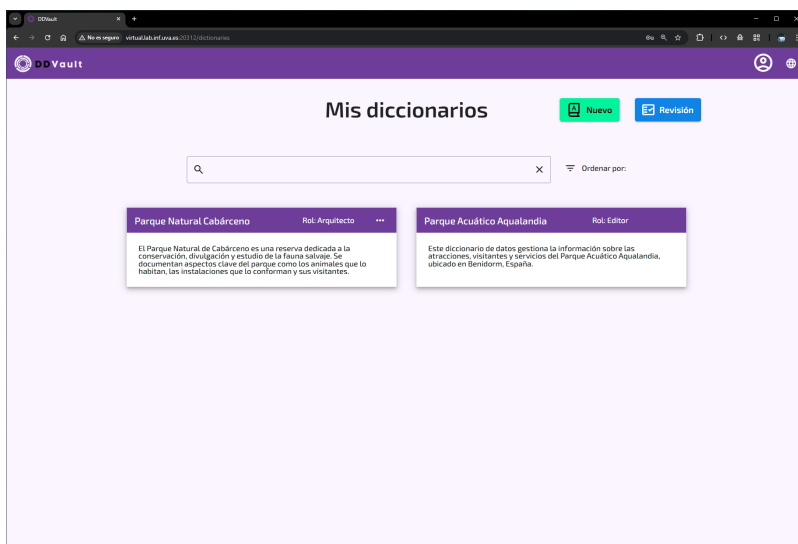 DDVault
No es seguro virtual.lab.inf.uva.es:20312/dictionaries
DDVault
Mis diccionarios
Nuevo
Revisión
Ordenar por:
Parque Natural Cabárceno Rol: Arquitecto ...
El Parque Natural de Cabárceno es una reserva dedicada a la
conservación, divulgación y estudio de la fauna salvaje. Se
documentan aspectos clave del parque como los animales que lo
habitan, las instalaciones que lo conforman y sus visitantes.
Parque Acuático Aqualandia Rol: Editor
Este diccionario de datos gestiona la información sobre las
atracciones, visitantes y servicios del Parque Acuático Aqualandia,
ubicado en Benidorm, España.